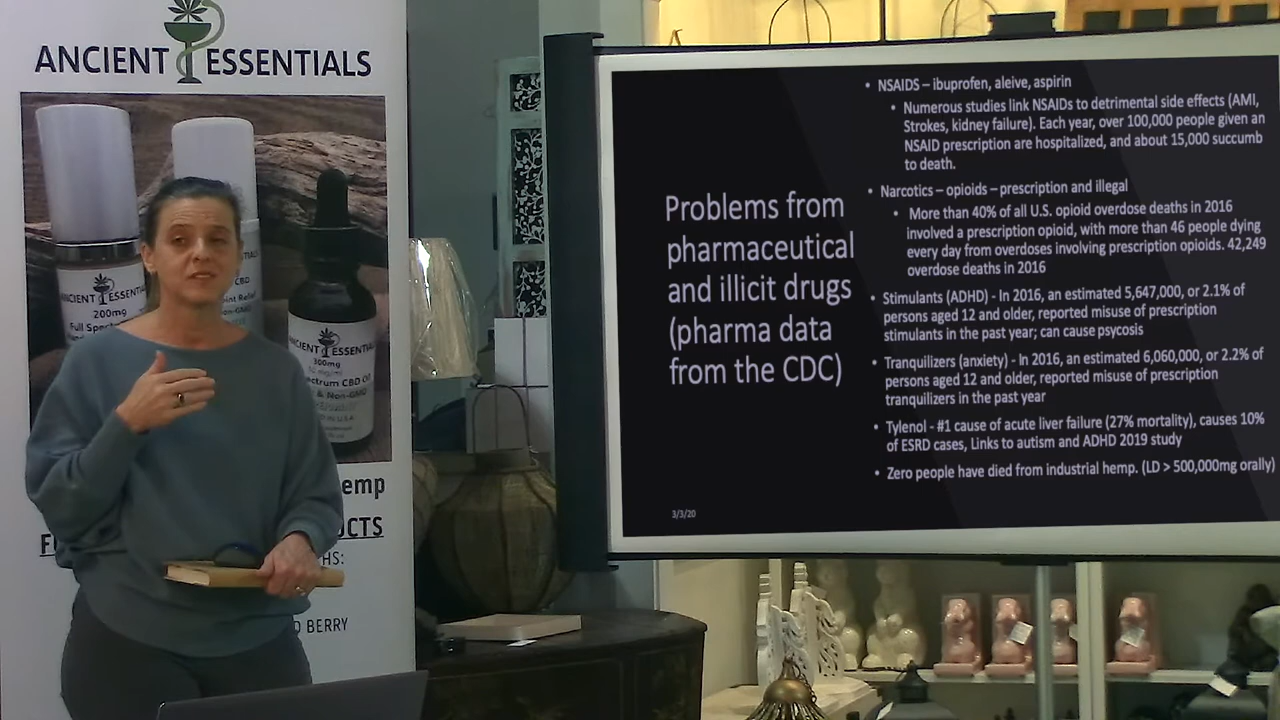 ANCIENT ESSENTIALS
ANCIENT ESSENTIALS
200mg
Full Spectrum
CBD
Joint Relief
Non-GMO
ANCIENT ESSENTIALS
300mg
Spectrum CBD Oil
& Non-GMO
emp
UCTS
HS:
D BERRY
Problems from
pharmaceutical
and illicit drugs
(pharma data
from the CDC)
3/3/20
• NSAIDS – ibuprofen, aleive, aspirin
• Numerous studies link NSAIDs to detrimental side effects (AMI,
Strokes, kidney failure). Each year, over 100,000 people given an
NSAID prescription are hospitalized, and about 15,000 succumb
to death.
• Narcotics – opioids – prescription and illegal
• More than 40% of all U.S. opioid overdose deaths in 2016
involved a prescription opioid, with more than 46 people dying
every day from overdoses involving prescription opioids. 42,249
overdose deaths in 2016
• Stimulants (ADHD) - In 2016, an estimated 5,647,000, or 2.1% of
persons aged 12 and older, reported misuse of prescription
stimulants in the past year; can cause psycosis
• Tranquilizers (anxiety) - In 2016, an estimated 6,060,000, or 2.2% of
persons aged 12 and older, reported misuse of prescription
tranquilizers in the past year
• Tylenol - #1 cause of acute liver failure (27% mortality), causes 10%
of ESRD cases, Links to autism and ADHD 2019 study
• Zero people have died from industrial hemp. (LD > 500,000mg orally)